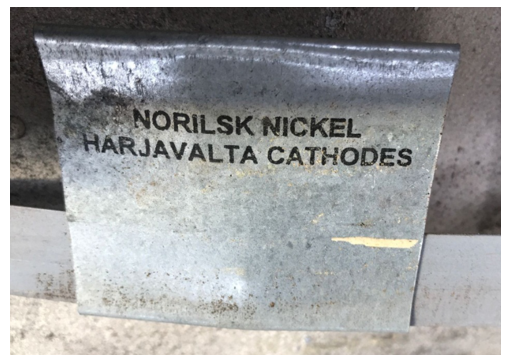 NORILSK NICKEL
HARJAVALTA CATHODES